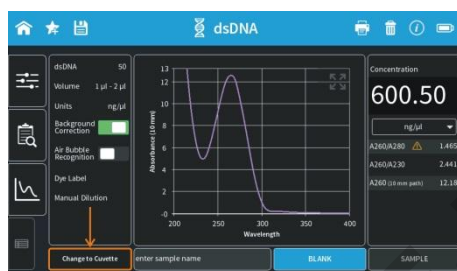 dsDNA
dsDNA 50
Volume 1 µl - 2 µl
Units ng/µl
Background Correction
Air Bubble Recognition
Dye Label
Manual Dilution
Change to Cuvette
Absorbance (10 mm)
13
12
10
8
6
4
2
-0
200 250 300 350 400
Wavelength
enter sample name
BLANK
Concentration
600.50
ng/µl
A260/A280 1.465
A260/A230 2.441
A260 (10 mm path) 12.18
SAMPLE